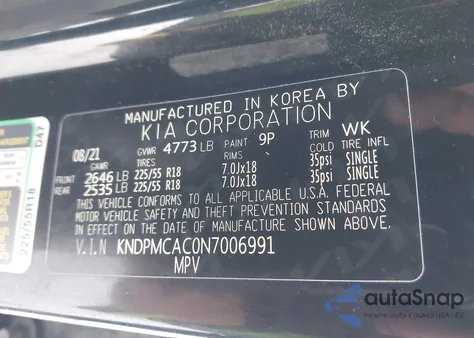 MANUFACTURED IN KOREA BY
KIA CORPORATION
08/21 GVWR 4773 LB PAINT 9P TRIM WK
TIRES RIMS COLD TIRE INFL
FRONT 2646 LB 225/55 R18 7.0Jx18 35psi SINGLE
REAR 2535 LB 225/55 R18 7.0Jx18 35psi SINGLE
THIS VEHICLE CONFORMS TO ALL APPLICABLE U.S.A. FEDERAL
MOTOR VEHICLE SAFETY AND THEFT PREVENTION STANDARDS
IN EFFECT ON THE DATE OF MANUFACTURE SHOWN ABOVE.
V.I.N KNDPMCAC0N7006991
MPV
225/55R18
D47
autoSnap